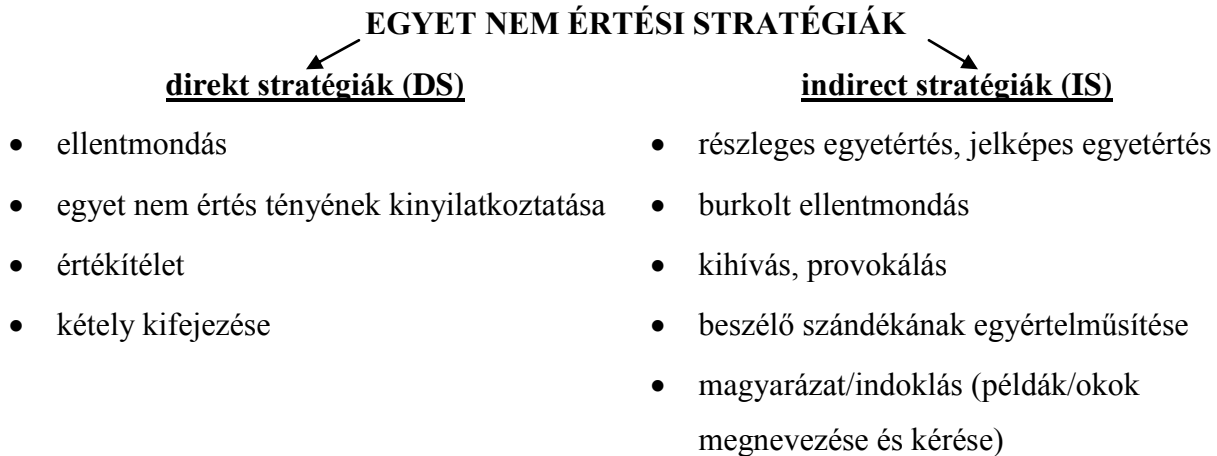 EGYET NEM ÉRTÉSI STRATÉGIÁK
direkt stratégiák (DS)
• ellentmondás
• egyet nem értés tényének kinyilatkoztatása
• értékítélet
• kétely kifejezése
indirect stratégiák (IS)
• részleges egyetértés, jelképes egyetértés
• burkolt ellentmondás
• kihívás, provokálás
• beszélő szándékának egyértelműsítése
• magyarázat/indoklás (példák/okok
megnevezése és kérése)